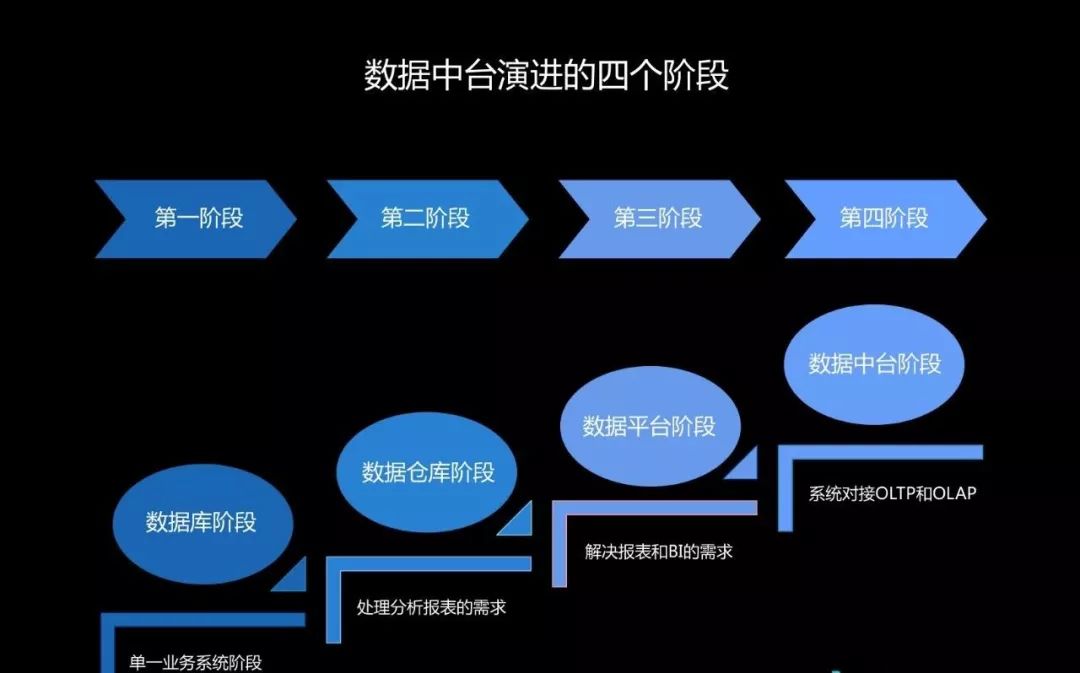 数据中台演进的四个阶段
第一阶段
第二阶段
第三阶段
第四阶段
数据库阶段
单一业务系统阶段
数据仓库阶段
处理分析报表的需求
数据平台阶段
解决报表和BI的需求
数据中台阶段
系统对接OLTP和OLAP